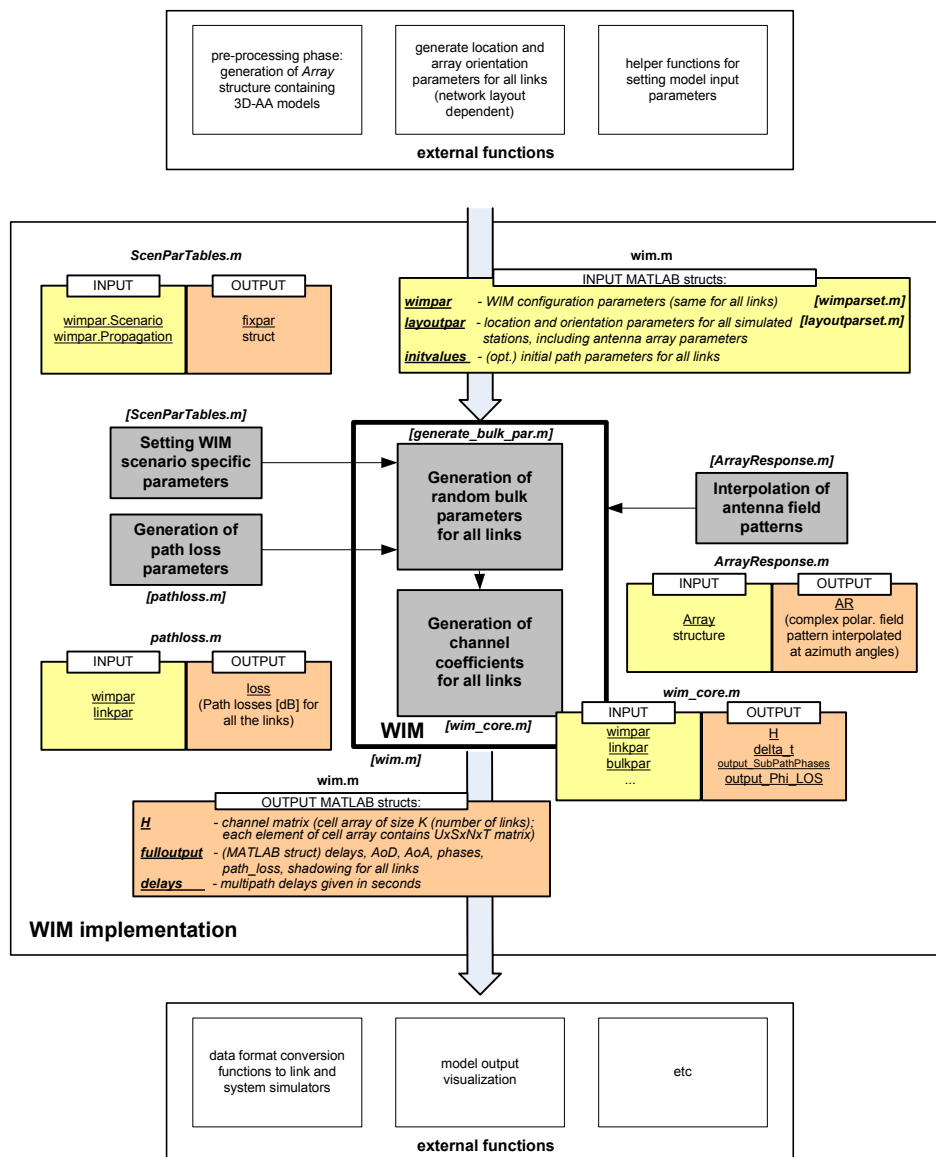 pre-processing phase:
generation of Array
structure containing
3D-AA models
generate location and
array orientation
parameters for all links
(network layout
dependent)
helper functions for
setting model input
parameters
external functions
ScenParTables.m
INPUT
OUTPUT
wimpar.Scenario
wimpar.Propagation
fixpar
struct
wim.m
INPUT MATLAB structs:
wimpar - WIM configuration parameters (same for all links) [wimparset.m]
layoutpar - location and orientation parameters for all simulated [layoutparset.m]
stations, including antenna array parameters
initvalues - (opt.) initial path parameters for all links
[ScenParTables.m]
Setting WIM
scenario specific
parameters
Generation of
path loss
parameters
[pathloss.m]
[generate_bulk_par.m]
Generation of
random bulk
parameters
for all links
Generation of
channel
coefficients
for all links
WIM
[wim_core.m]
[wim.m]
[ArrayResponse.m]
Interpolation of
antenna field
patterns
ArrayResponse.m
INPUT
OUTPUT
Array
structure
AR
(complex polar. field
pattern interpolated
at azimuth angles)
pathloss.m
INPUT
OUTPUT
wimpar
linkpar
loss
(Path losses [dB] for
all the links)
wim_core.m
INPUT
OUTPUT
wimpar
linkpar
bulkpar
...
H
delta_t
output_SubPathPhases
output_Phi_LOS
wim.m
OUTPUT MATLAB structs:
H - channel matrix (cell array of size K (number of links);
each element of cell array contains UxSxNxT matrix)
fulloutput - (MATLAB struct) delays, AoD, AoA, phases,
path_loss, shadowing for all links
delays - multipath delays given in seconds
WIM implementation
data format conversion
functions to link and
system simulators
model output
visualization
etc
external functions